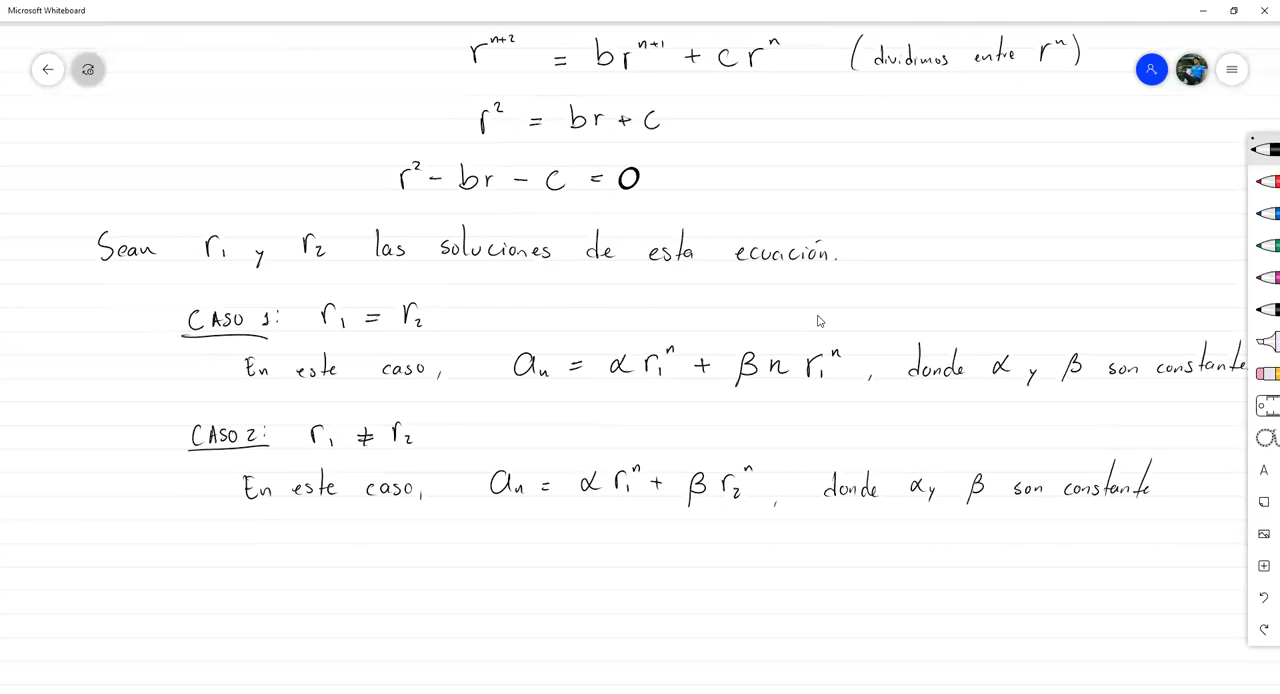 Microsoft Whiteboard
r^{n+2} = br^{n+1} + cr^n (dividimos entre r^n)
r^2 = br + c
r^2 - br - c = 0
Sean r_1 y r_2 las soluciones de esta ecuación.
CASO 1: r_1 = r_2
En este caso, a_n = α r_1^n + β n r_1^n, donde α y β son constante
CASO 2: r_1 ≠ r_2
En este caso, a_n = α r_1^n + β r_2^n, donde α y β son constante
A